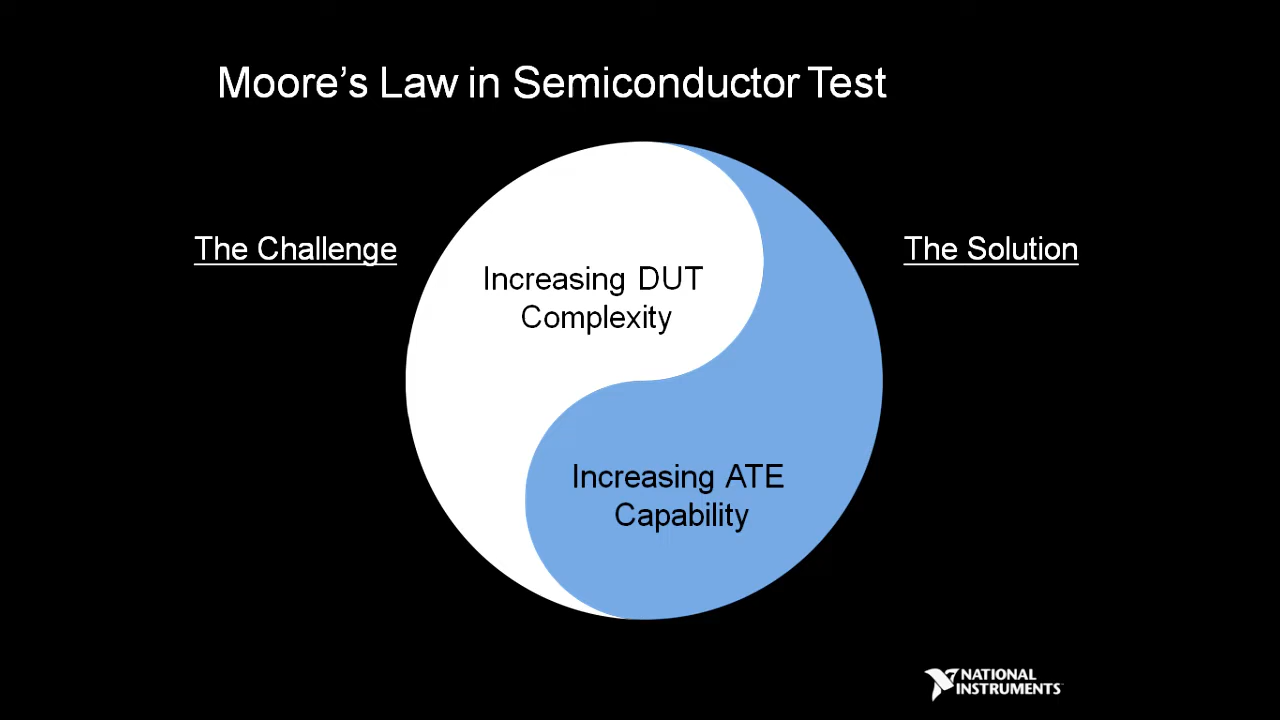 Moore’s Law in Semiconductor Test
The Challenge
The Solution
Increasing DUT
Complexity
Increasing ATE
Capability
NATIONAL
INSTRUMENTS